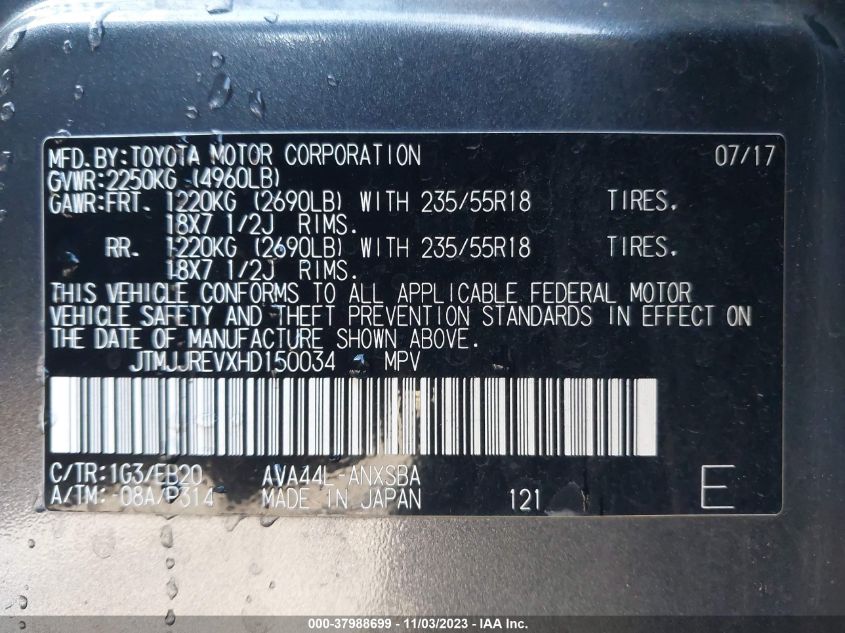 MFD.BY:TOYOTA MOTOR CORPORATION 07/17
GVWR:2250KG (4960LB)
GAWR:FRT. 1220KG (2690LB) WITH 235/55R18 TIRES.
18X7 1/2J RIMS.
RR. 1220KG (2690LB) WITH 235/55R18 TIRES.
18X7 1/2J RIMS.
THIS VEHICLE CONFORMS TO ALL APPLICABLE FEDERAL MOTOR
VEHICLE SAFETY AND THEFT PREVENTION STANDARDS IN EFFECT ON
THE DATE OF MANUFACTURE SHOWN ABOVE.
JTMJJREVXHD150034 MPV
C/TR:1G3/EB20 AVA44L-ANXSBA
A/TM: 08A/P314 MADE IN JAPAN 121 E
000-37988699 - 11/03/2023 - IAA Inc.